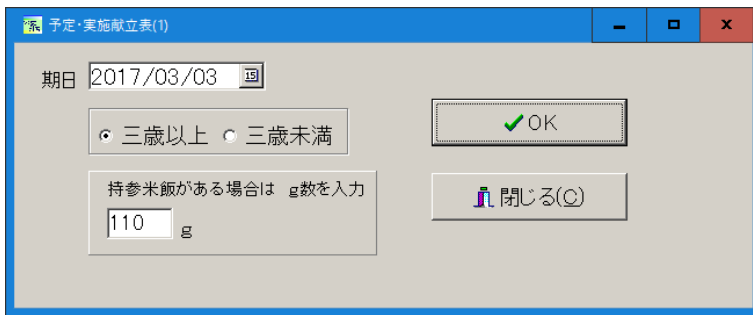 予定・実施献立表(1)
期日 2017/03/03 15
三歳以上 三歳未満
持参米飯がある場合は g数を入力
110 g
OK
閉じる(C)